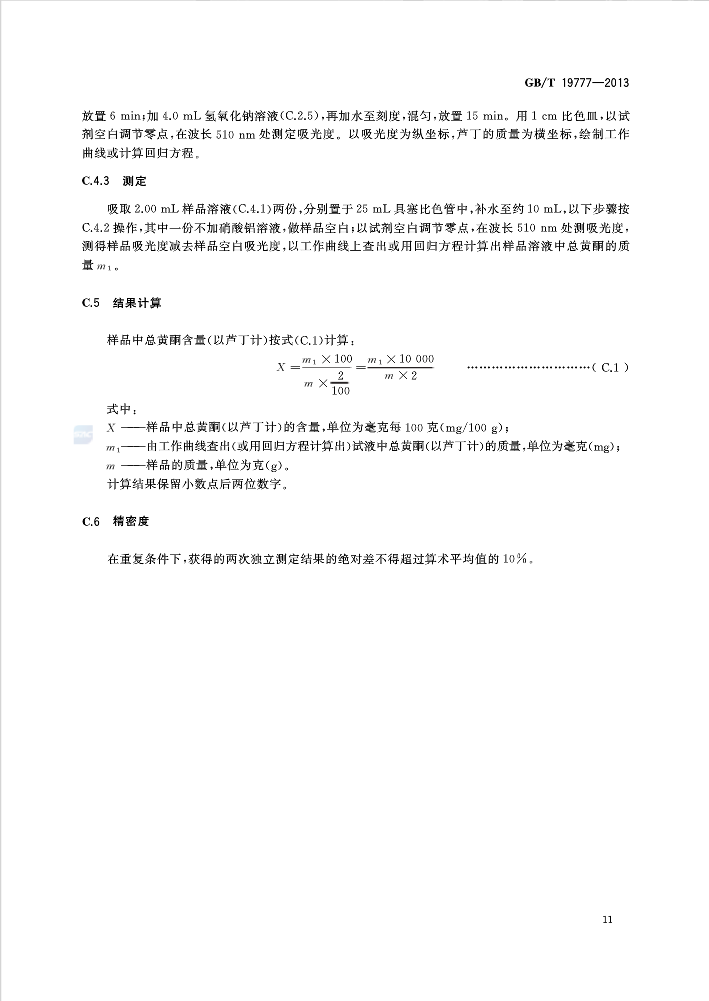 GB/T 19777—2013
放置 6 min;加 4.0 mL 氢氧化钠溶液(C.2.5),再加水至刻度,混匀,放置 15 min。用 1 cm 比色皿,以试
剂空白调节零点,在波长 510 nm 处测定吸光度。以吸光度为纵坐标,芦丁的质量为横坐标,绘制工作
曲线或计算回归方程。
C.4.3 测定
吸取 2.00 mL 样品溶液(C.4.1)两份,分别置于 25 mL 具塞比色管中,补水至约 10 mL,以下步骤按
C.4.2 操作,其中一份不加硝酸铝溶液,做样品空白;以试剂空白调节零点,在波长 510 nm 处测吸光度,
测得样品吸光度减去样品空白吸光度,以工作曲线上查出或用回归方程计算出样品溶液中总黄酮的质
量 m₁。
C.5 结果计算
样品中总黄酮含量(以芦丁计)按式(C.1)计算:
X = (m₁×100)/(m×2/100) = (m₁×10 000)/(m×2) ……………………………( C.1 )
式中:
X ——样品中总黄酮(以芦丁计)的含量,单位为毫克每 100 克(mg/100 g);
m₁——由工作曲线查出(或用回归方程计算出)试液中总黄酮(以芦丁计)的质量,单位为毫克(mg);
m ——样品的质量,单位为克(g)。
计算结果保留小数点后两位数字。
C.6 精密度
在重复条件下,获得的两次独立测定结果的绝对差不得超过算术平均值的 10%。
11